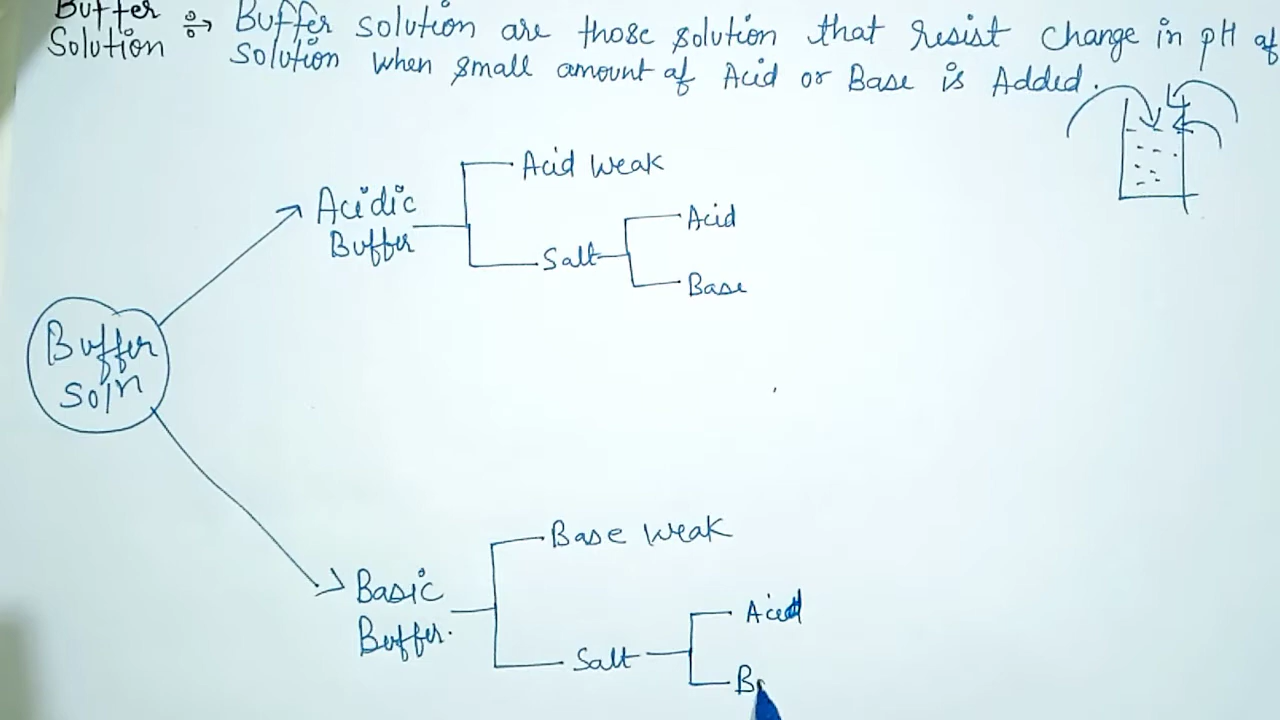 Buffer Solution ÷→ Buffer solution are those solution that resist change in pH of
solution when small amount of Acid or Base is Added.
Acid Weak
Acidic Buffer
Acid
Salt
Base
Buffer soln
Base Weak
Basic Buffer.
Acid
Salt
B